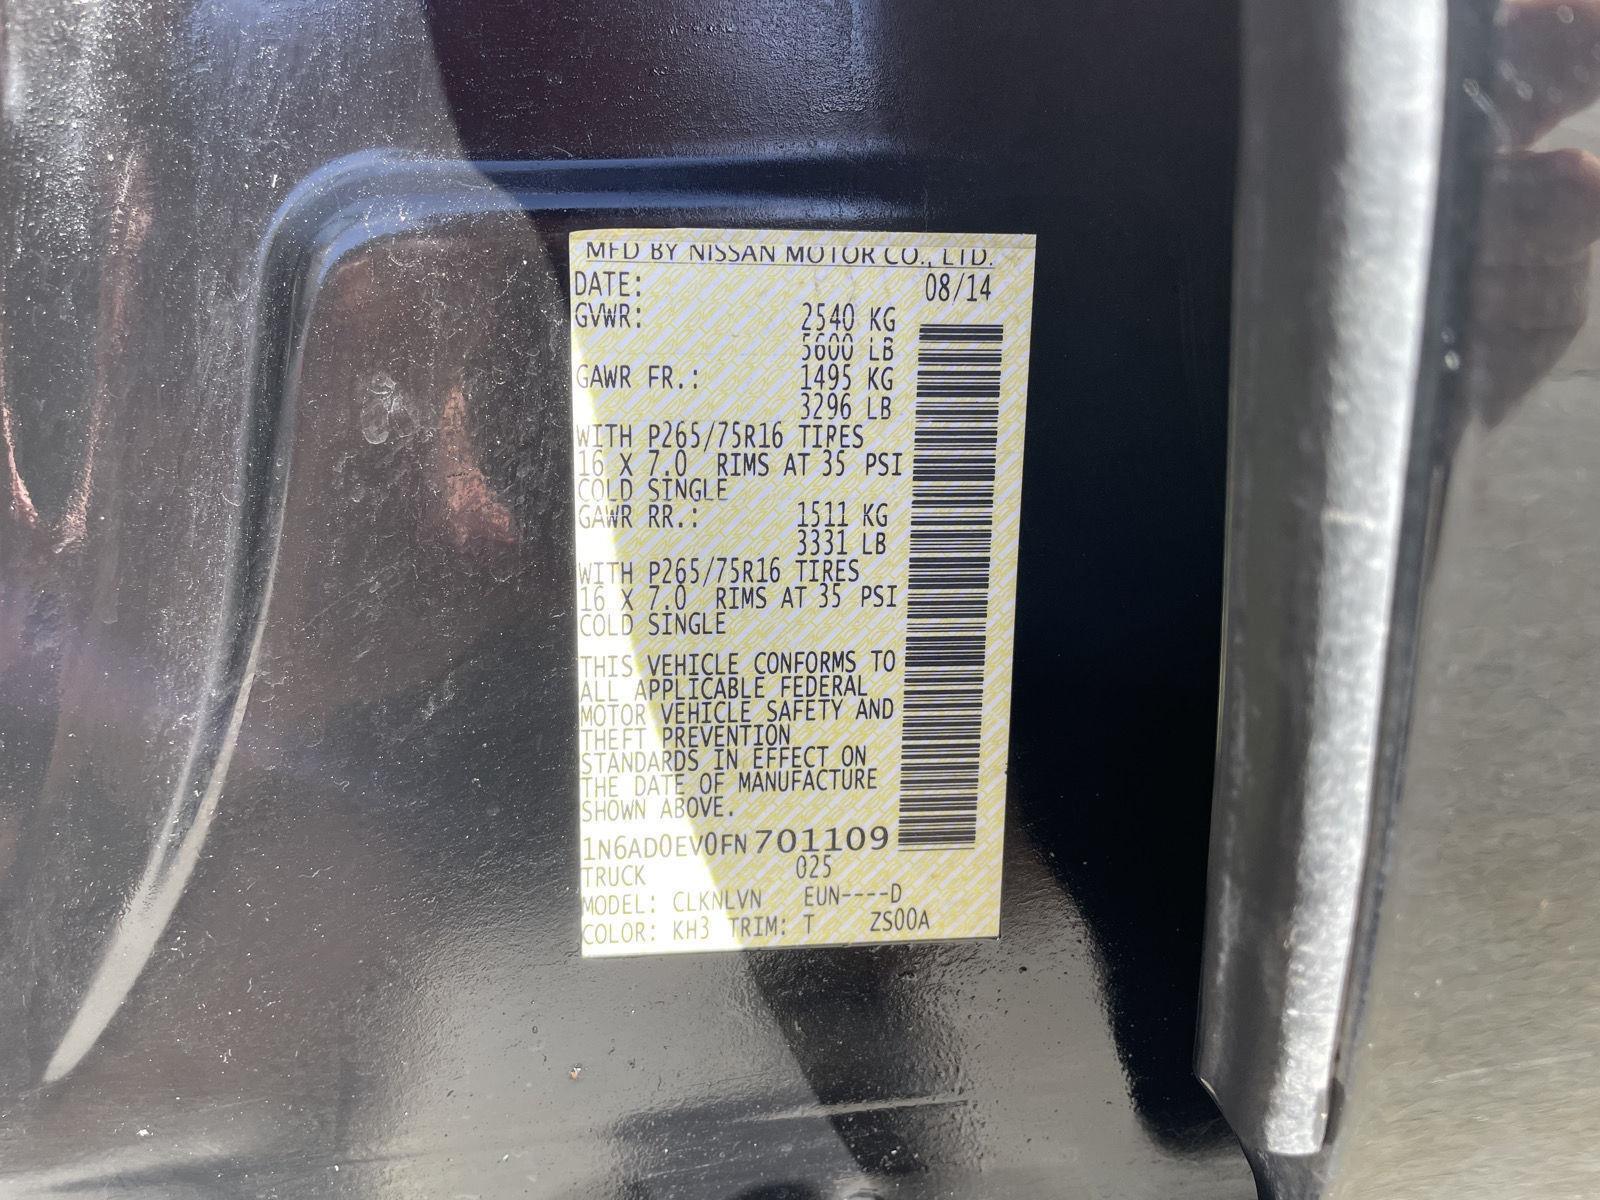 MFD BY NISSAN MOTOR CO., LTD.
DATE: 08/14
GVWR: 2540 KG
5600 LB
GAWR FR.: 1495 KG
3296 LB
WITH P265/75R16 TIRES
16 X 7.0 RIMS AT 35 PSI
COLD SINGLE
GAWR RR.: 1511 KG
3331 LB
WITH P265/75R16 TIRES
16 X 7.0 RIMS AT 35 PSI
COLD SINGLE
THIS VEHICLE CONFORMS TO
ALL APPLICABLE FEDERAL
MOTOR VEHICLE SAFETY AND
THEFT PREVENTION
STANDARDS IN EFFECT ON
THE DATE OF MANUFACTURE
SHOWN ABOVE.
1N6AD0EV0FN701109
TRUCK 025
MODEL: CLKNLVN EUN----D
COLOR: KH3 TRIM: T ZS00A